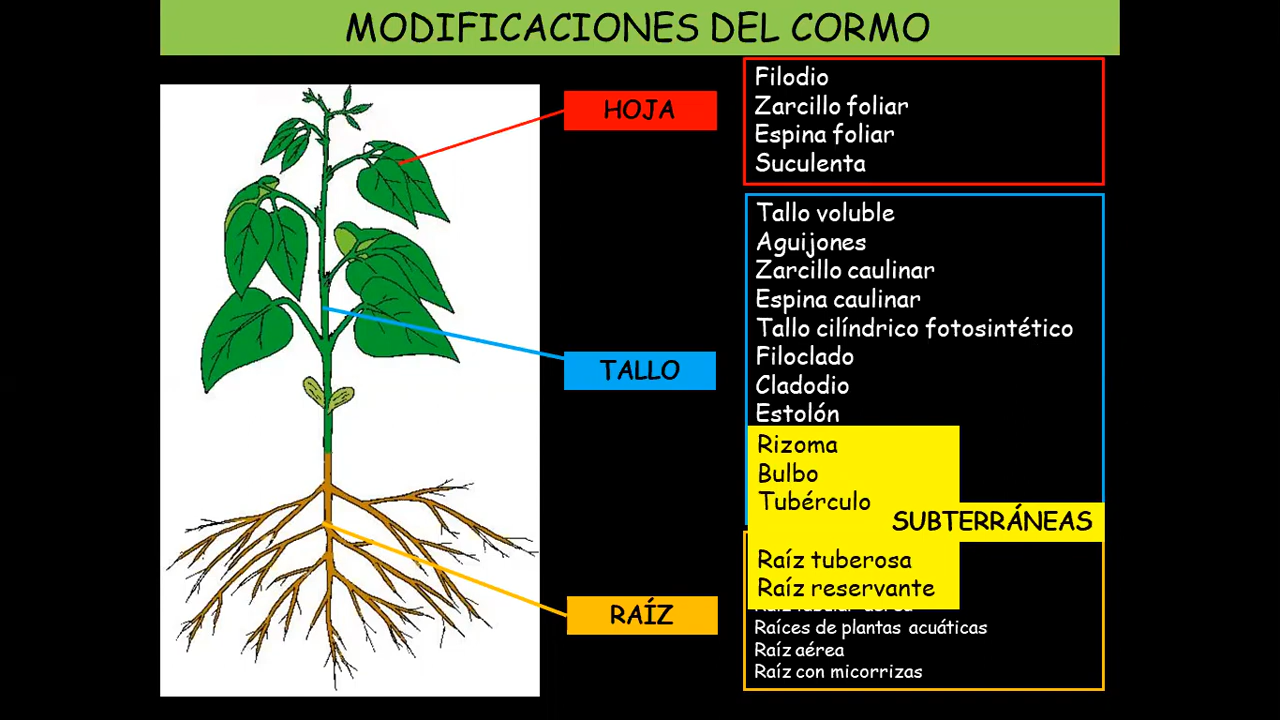 MODIFICACIONES DEL CORMO
HOJA
Filodio
Zarcillo foliar
Espina foliar
Suculenta
TALLO
Tallo voluble
Aguijones
Zarcillo caulinar
Espina caulinar
Tallo cilíndrico fotosintético
Filoclado
Cladodio
Estolón
Rizoma
Bulbo
Tubérculo
SUBTERRÁNEAS
RAÍZ
Raíz tuberosa
Raíz reservante
Raíces de plantas acuáticas
Raíz aérea
Raíz con micorrizas